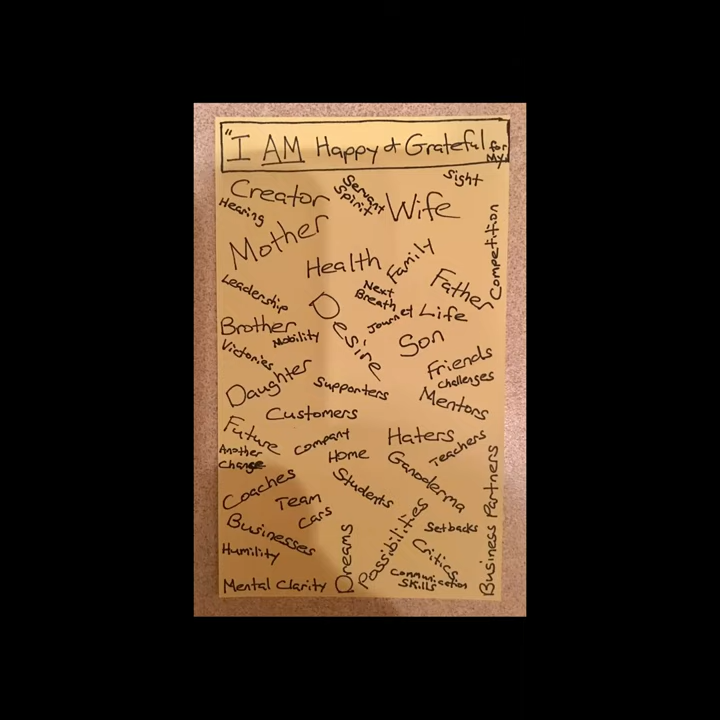 "I AM Happy & Grateful for My:
Sight
Creator
Servant Spirit
Wife
Hearing
Mother
Competition
Health
Family
Father
Leadership
Next Breath
Desire
Journey
Life
Brother
Mobility
Son
Victories
Friends
Challenges
Daughter
Supporters
Mentors
Customers
Future
Company
Haters
Teachers
Another Change
Home
Ganoderma
Coaches
Students
Business Partners
Team
Cars
Possibilities
Setbacks
Businesses
Critics
Humility
Dreams
Communication Skills
Mental Clarity